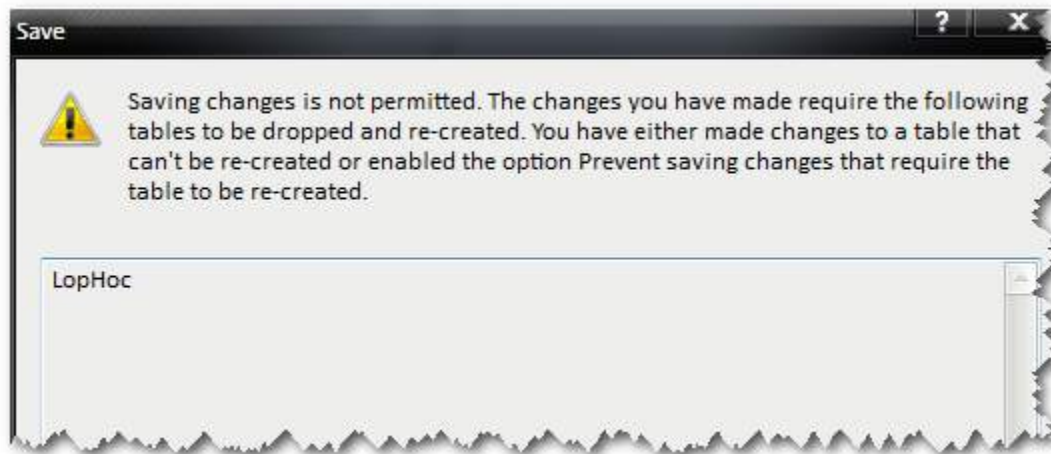 Save
? X
Saving changes is not permitted. The changes you have made require the following
tables to be dropped and re-created. You have either made changes to a table that
can't be re-created or enabled the option Prevent saving changes that require the
table to be re-created.
LopHoc